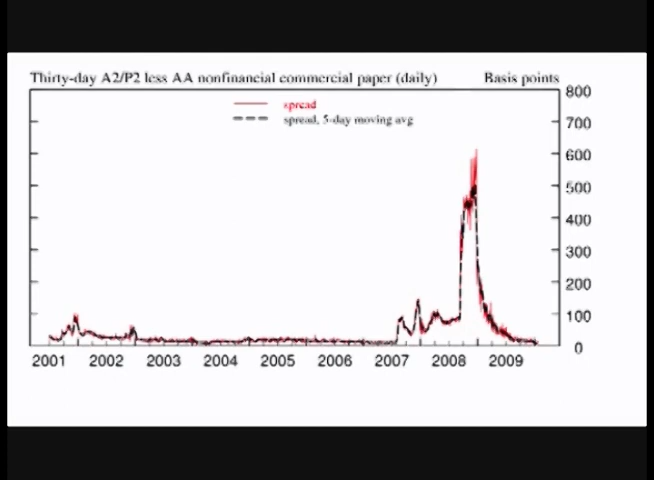 Thirty-day A2/P2 less AA nonfinancial commercial paper (daily) Basis points
spread
spread, 5-day moving avg
800
700
600
500
400
300
200
100
0
2001 2002 2003 2004 2005 2006 2007 2008 2009